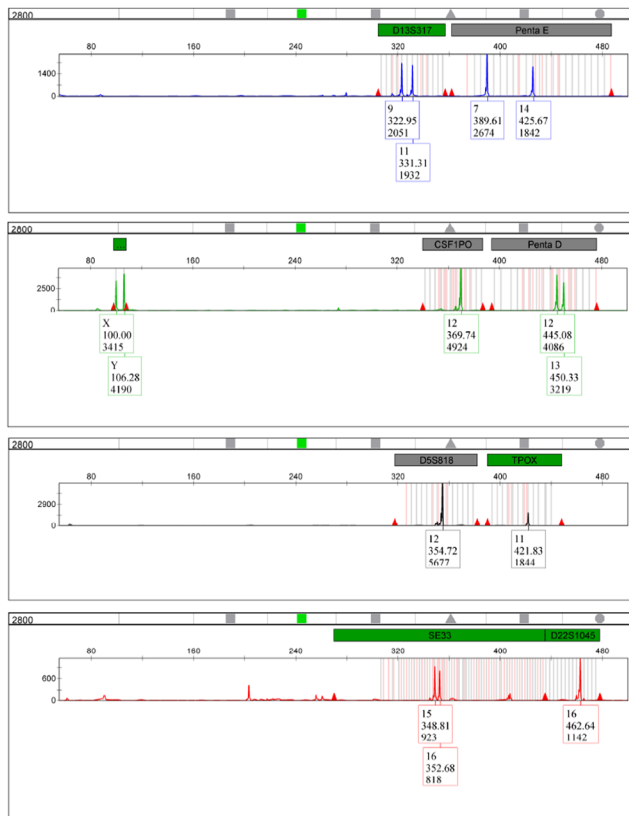 2800
D13S317 Penta E
80 160 240 320 400 480
1400
0
9 7 14
322.95 389.61 425.67
2051 2674 1842
11
331.31
1932
2800
CSF1PO Penta D
80 160 240 320 400 480
2500
0
X 12 12
100.00 369.74 445.08
3415 4924 4086
Y 13
106.28 450.33
4190 3219
2800
D5S818 TPOX
80 160 240 320 400 480
2900
0
12 11
354.72 421.83
5677 1844
2800
SE33 D22S1045
80 160 240 320 400 480
600
0
15 16
348.81 462.64
923 1142
16
352.68
818